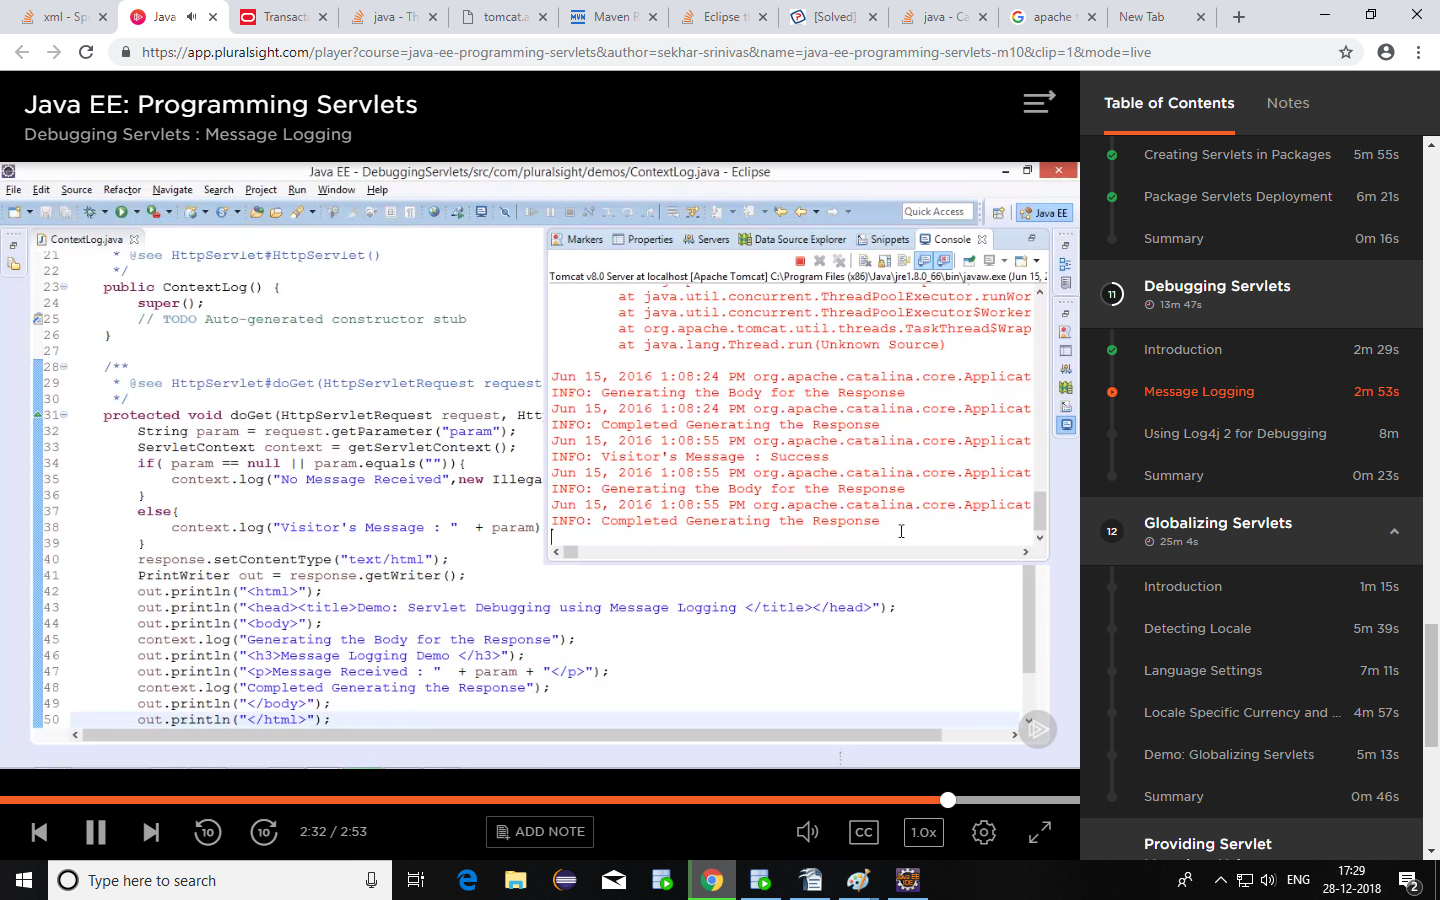 xml - Spr
Java
Transacti
java - Th
tomcat.a
Maven R
Eclipse ti
[Solved]
java - Ca
apache t
New Tab
https://app.pluralsight.com/player?course=java-ee-programming-servlets&author=sekhar-srinivas&name=java-ee-programming-servlets-m10&clip=1&mode=live
Java EE: Programming Servlets
Debugging Servlets : Message Logging
Java EE - DebuggingServlets/src/com/pluralsight/demos/ContextLog.java - Eclipse
File Edit Source Refactor Navigate Search Project Run Window Help
Quick Access
Java EE
ContextLog.java
21 * @see HttpServlet#HttpServlet()
22 */
23 public ContextLog() {
24 super();
25 // TODO Auto-generated constructor stub
26 }
27
28 /**
29 * @see HttpServlet#doGet(HttpServletRequest request
30 */
31 protected void doGet(HttpServletRequest request, Htt
32 String param = request.getParameter("param");
33 ServletContext context = getServletContext();
34 if( param == null || param.equals("")){
35 context.log("No Message Received",new Illega
36 }
37 else{
38 context.log("Visitor's Message : " + param)
39 }
40 response.setContentType("text/html");
41 PrintWriter out = response.getWriter();
42 out.println("<html>");
43 out.println("<head><title>Demo: Servlet Debugging using Message Logging </title></head>");
44 out.println("<body>");
45 context.log("Generating the Body for the Response");
46 out.println("<h3>Message Logging Demo </h3>");
47 out.println("<p>Message Received : " + param + "</p>");
48 context.log("Completed Generating the Response");
49 out.println("</body>");
50 out.println("</html>");
Markers Properties Servers Data Source Explorer Snippets Console
Tomcat v8.0 Server at localhost [Apache Tomcat] C:\Program Files (x86)\Java\jre1.8.0_66\bin\javaw.exe (Jun 15, 2
at java.util.concurrent.ThreadPoolExecutor.runWor
at java.util.concurrent.ThreadPoolExecutor$Worker
at org.apache.tomcat.util.threads.TaskThread$Wrap
at java.lang.Thread.run(Unknown Source)
Jun 15, 2016 1:08:24 PM org.apache.catalina.core.Applicat
INFO: Generating the Body for the Response
Jun 15, 2016 1:08:24 PM org.apache.catalina.core.Applicat
INFO: Completed Generating the Response
Jun 15, 2016 1:08:55 PM org.apache.catalina.core.Applicat
INFO: Visitor's Message : Success
Jun 15, 2016 1:08:55 PM org.apache.catalina.core.Applicat
INFO: Generating the Body for the Response
Jun 15, 2016 1:08:55 PM org.apache.catalina.core.Applicat
INFO: Completed Generating the Response
10
10
2:32 / 2:53
ADD NOTE
CC
1.0x
Table of Contents
Notes
Creating Servlets in Packages 5m 55s
Package Servlets Deployment 6m 21s
Summary 0m 16s
11 Debugging Servlets
13m 47s
Introduction 2m 29s
Message Logging 2m 53s
Using Log4j 2 for Debugging 8m
Summary 0m 23s
12 Globalizing Servlets
25m 4s
Introduction 1m 15s
Detecting Locale 5m 39s
Language Settings 7m 11s
Locale Specific Currency and ... 4m 57s
Demo: Globalizing Servlets 5m 13s
Summary 0m 46s
Providing Servlet
Type here to search
ENG
17:29
28-12-2018
2